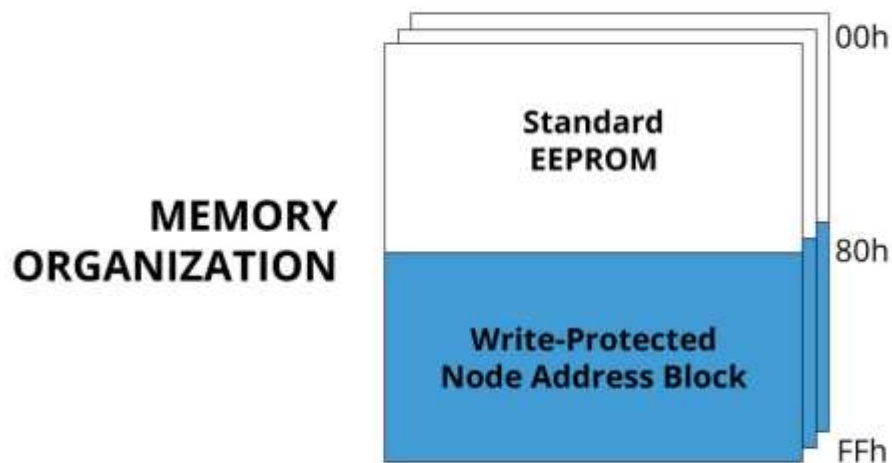 00h
Standard
EEPROM
MEMORY
ORGANIZATION
80h
Write-Protected
Node Address Block
FFh